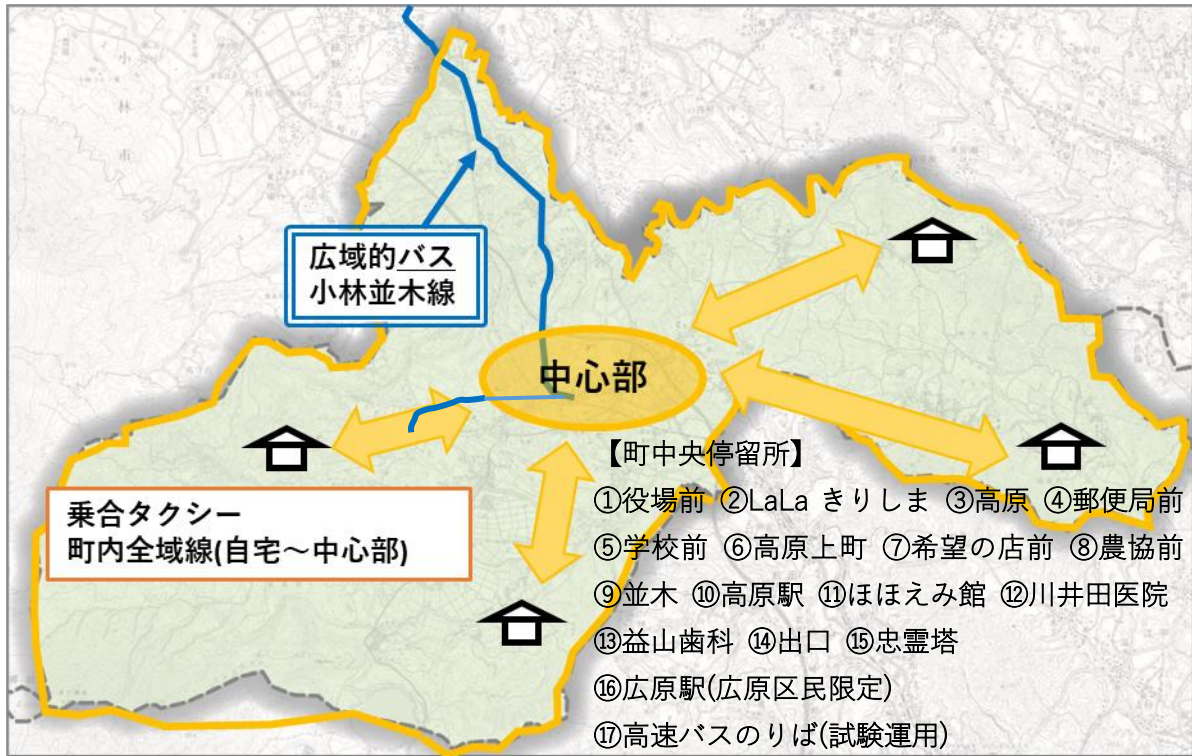 広域的バス
小林並木線
中心部
乗合タクシー
町内全域線(自宅～中心部)
【町中央停留所】
①役場前 ②LaLa きりしま ③高原 ④郵便局前
⑤学校前 ⑥高原上町 ⑦希望の店前 ⑧農協前
⑨並木 ⑩高原駅 ⑪ほほえみ館 ⑫川井田医院
⑬益山歯科 ⑭出口 ⑮忠霊塔
⑯広原駅(広原区民限定)
⑰高速バスのりば(試験運用)
小林市